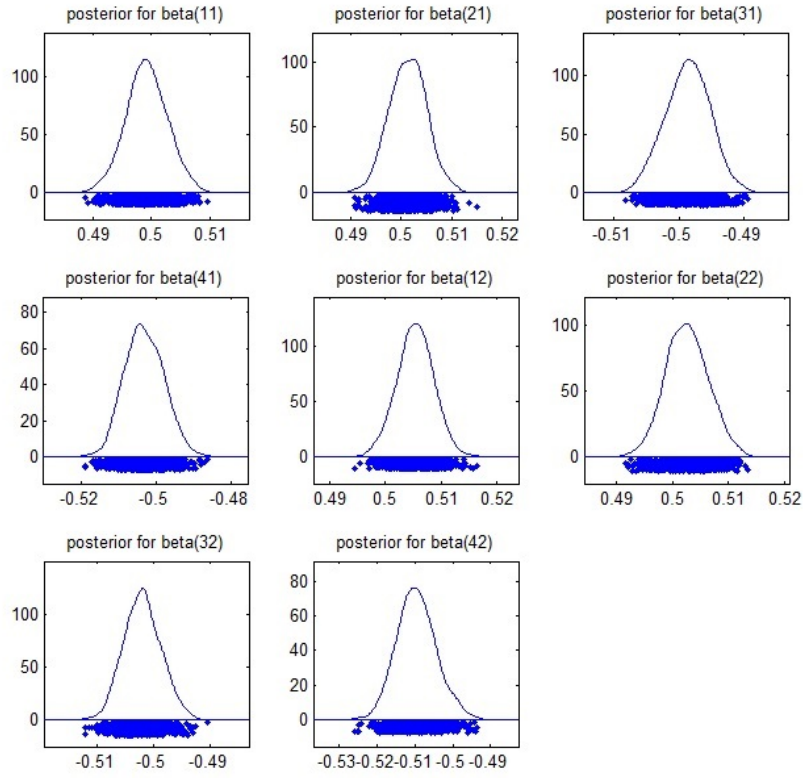 posterior for beta(11) posterior for beta(21) posterior for beta(31)
100 100 100
50 50 50
0 0 0
0.49 0.5 0.51 0.49 0.5 0.51 0.52 -0.51 -0.5 -0.49
posterior for beta(41) posterior for beta(12) posterior for beta(22)
80
60 100 100
40 50 50
20
0 0 0
-0.52 -0.5 -0.48 0.49 0.5 0.51 0.52 0.49 0.5 0.51 0.52
posterior for beta(32) posterior for beta(42)
100 80
60
50 40
20
0 0
-0.51 -0.5 -0.49 -0.53 -0.52 -0.51 -0.5 -0.49